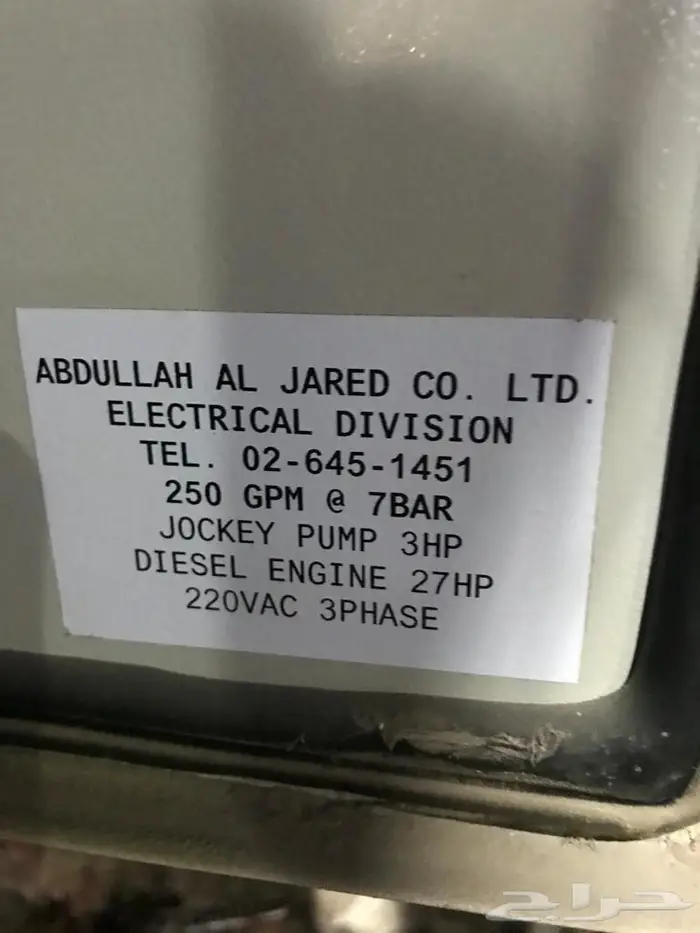 ABDULLAH AL JARED CO. LTD.
ELECTRICAL DIVISION
TEL. 02-645-1451
250 GPM @ 7BAR
JOCKEY PUMP 3HP
DIESEL ENGINE 27HP
220VAC 3PHASE
حراج